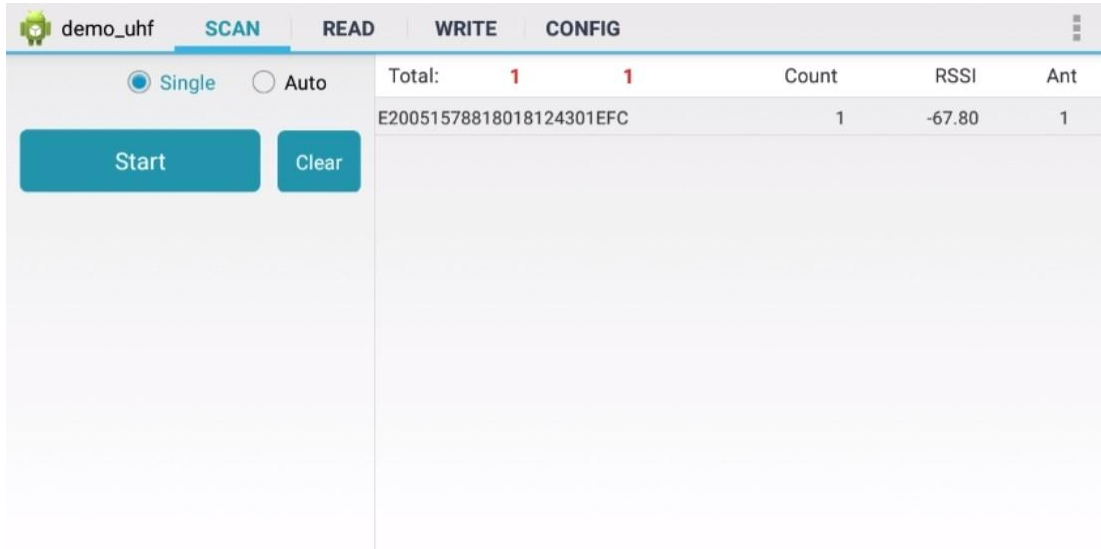 demo_uhf SCAN READ WRITE CONFIG
Single Auto
Start Clear
Total: 1 1 Count RSSI Ant
E20051578818018124301EFC 1 -67.80 1